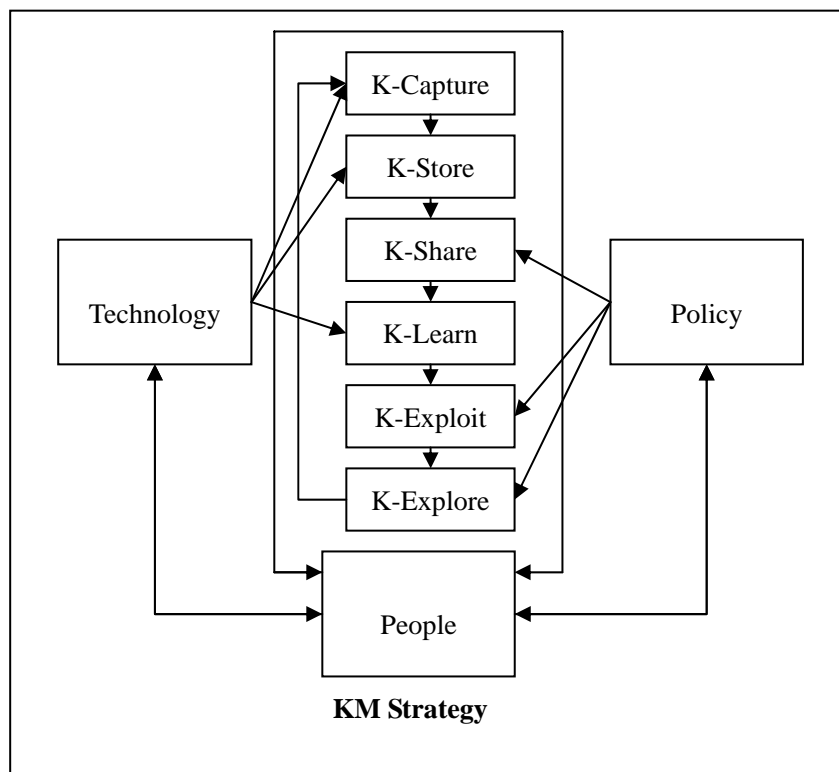 K-Capture
K-Store
K-Share
Technology
Policy
K-Learn
K-Exploit
K-Explore
People
KM Strategy